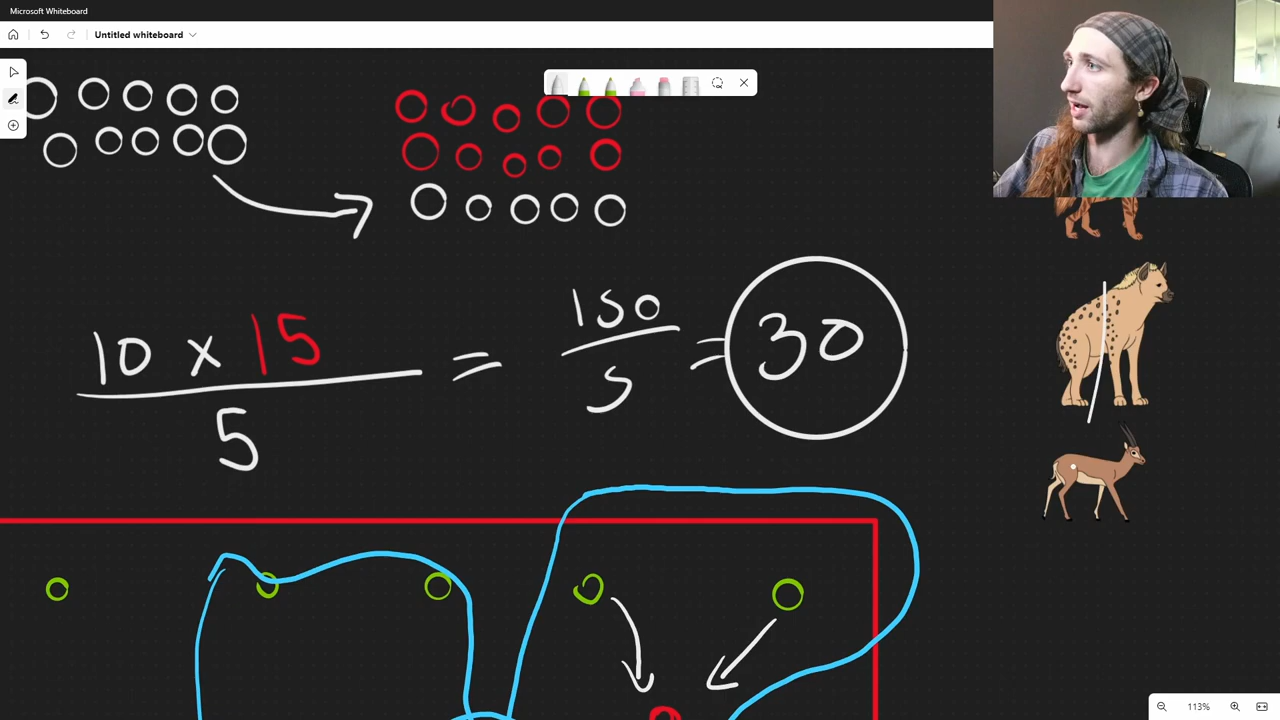 Microsoft Whiteboard
Untitled whiteboard
10 x 15 = 150 = 30
5 5
113%